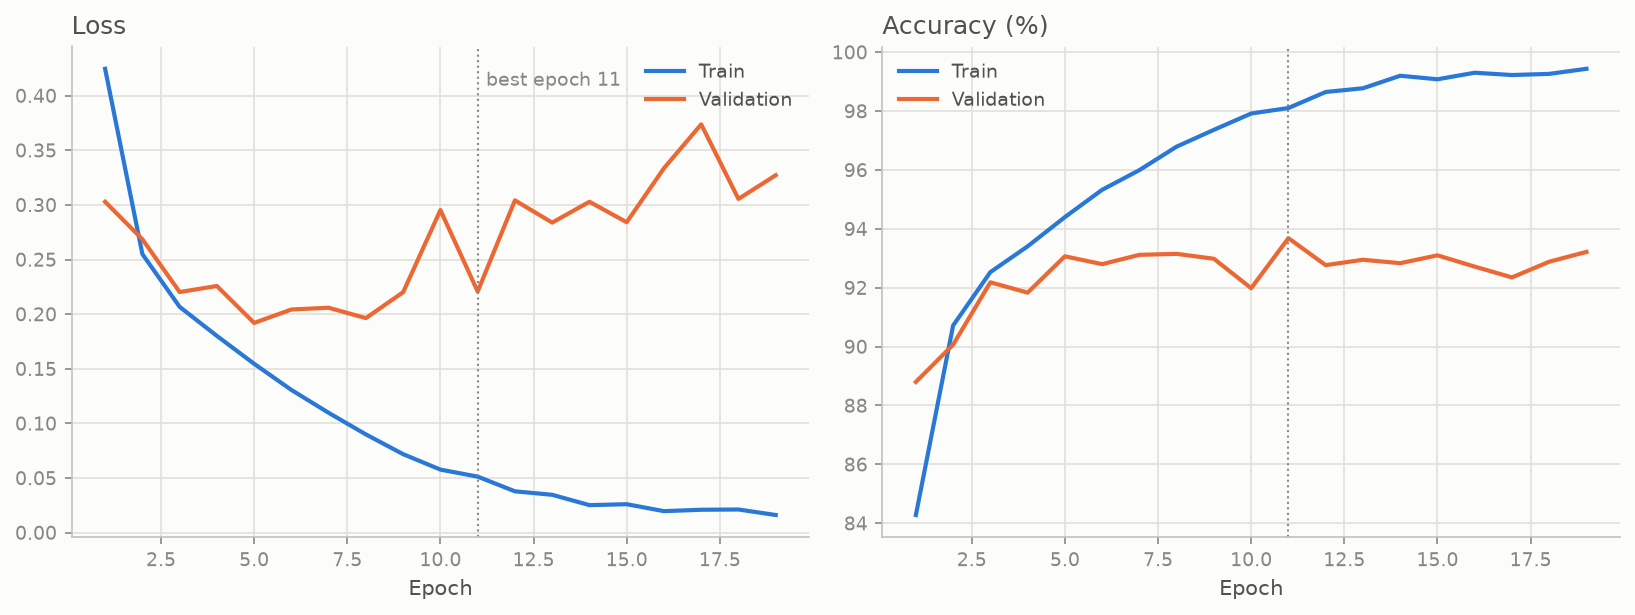 Loss
best epoch 11
Train
Validation
0.40
0.35
0.30
0.25
0.20
0.15
0.10
0.05
0.00
2.5 5.0 7.5 10.0 12.5 15.0 17.5
Epoch
Accuracy (%)
Train
Validation
100
98
96
94
92
90
88
86
84
2.5 5.0 7.5 10.0 12.5 15.0 17.5
Epoch